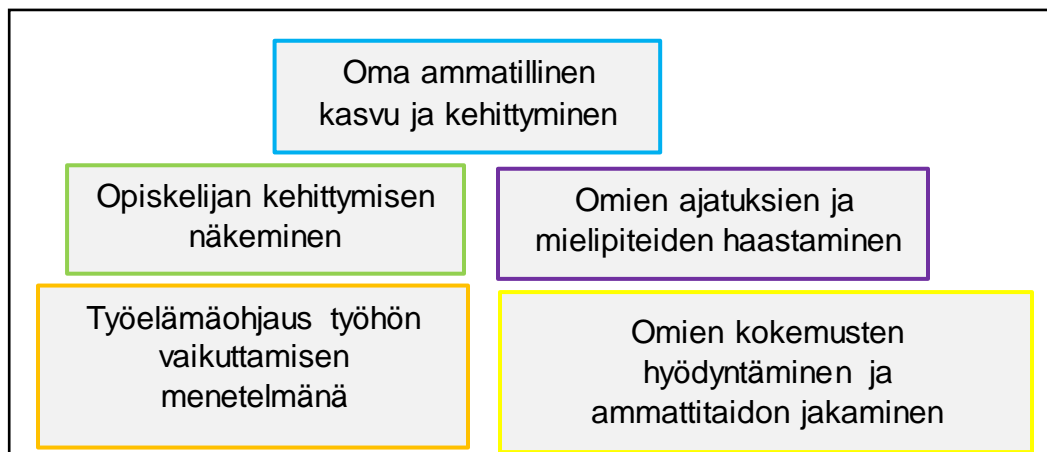 Oma ammatillinen
kasvu ja kehittyminen
Opiskelijan kehittymisen
näkeminen
Omien ajatuksien ja
mielipiteiden haastaminen
Työelämäohjaus työhön
vaikuttamisen
menetelmänä
Omien kokemusten
hyödyntäminen ja
ammattitaidon jakaminen